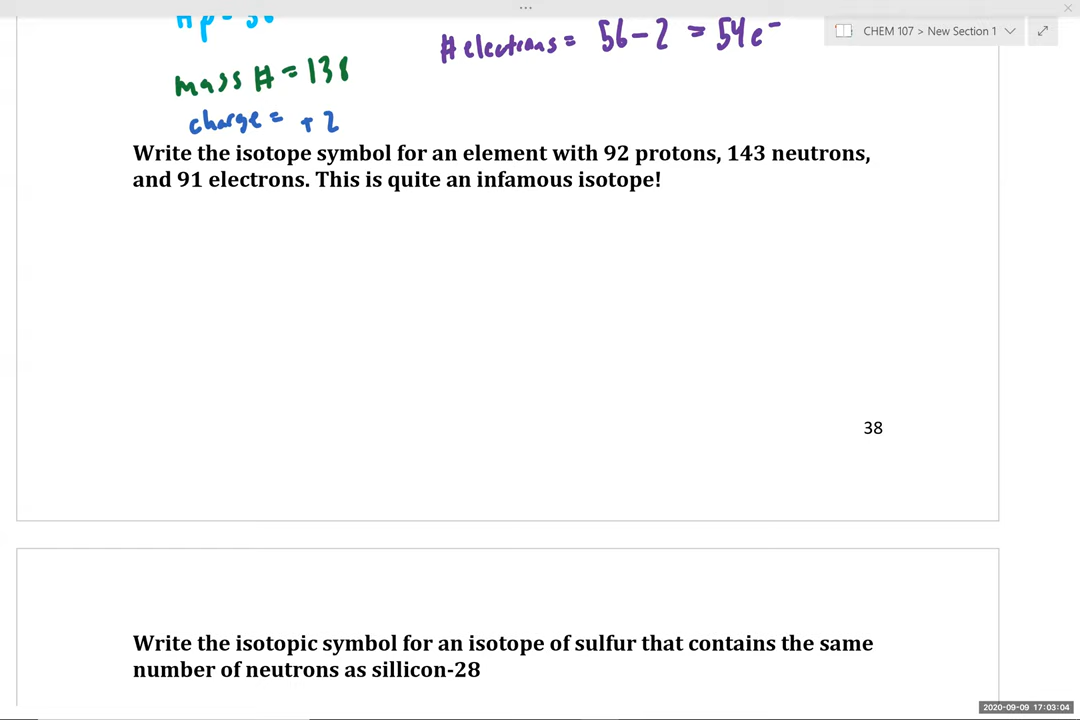 # electrons = 56 - 2 = 54 e⁻
CHEM 107 > New Section 1
mass # = 138
charge = +2
Write the isotope symbol for an element with 92 protons, 143 neutrons,
and 91 electrons. This is quite an infamous isotope!
38
Write the isotopic symbol for an isotope of sulfur that contains the same
number of neutrons as sillicon-28
2020-09-09 17:03:04